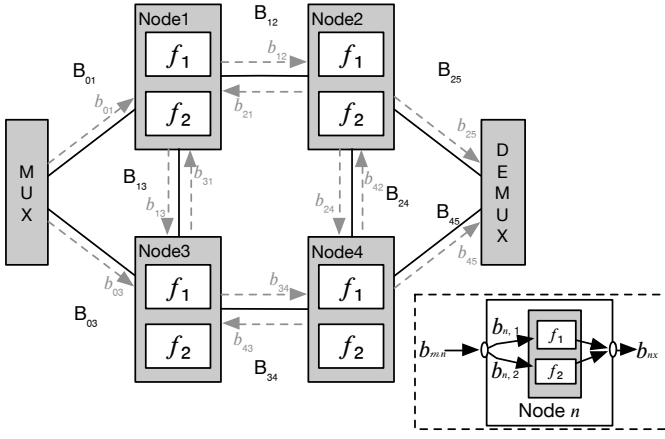 Node1
B₁₂
Node2
f₁
b₁₂
f₁
B₀₁
B₂₅
b₀₁
f₂
b₂₁
f₂
b₂₅
M
U
X
D
E
M
U
X
B₁₃
b₁₃
b₃₁
b₂₄
b₄₂
B₂₄
B₄₅
Node3
Node4
b₀₃
f₁
b₃₄
f₁
b₄₅
B₀₃
f₂
b₄₃
f₂
B₃₄
bₘₙ
bₙ,₁
f₁
bₙ,₂
f₂
bₙₓ
Node n